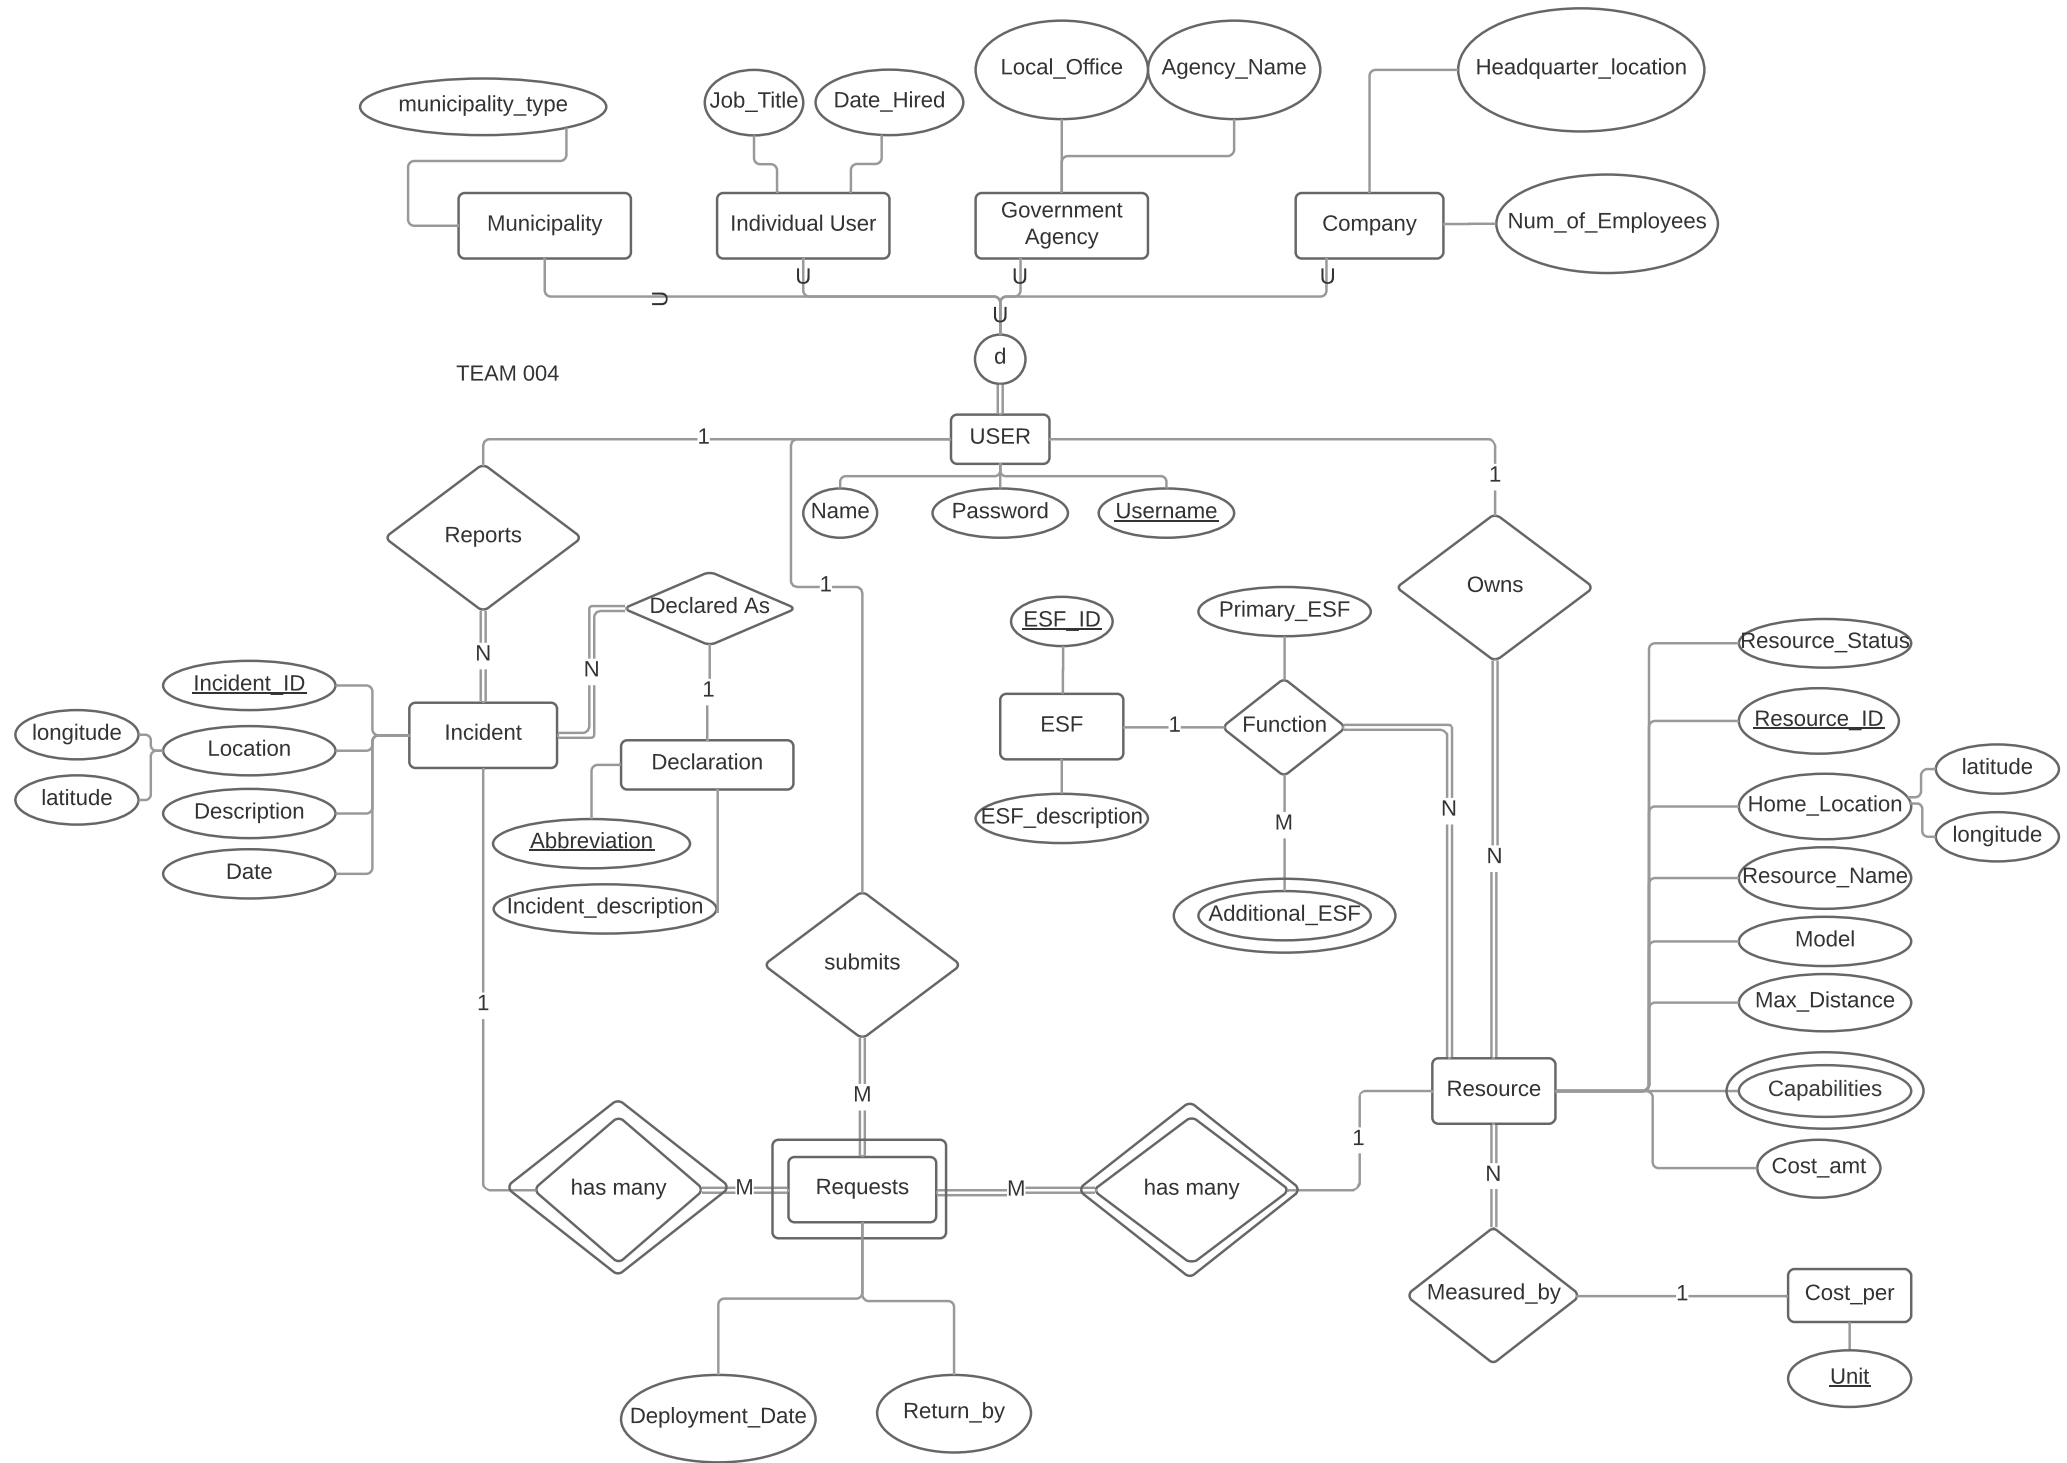 Local_Office
Agency_Name
Headquarter_location
municipality_type
Job_Title
Date_Hired
Municipality
Individual User
Government
Agency
Company
Num_of_Employees
U
U
U
U
U
d
TEAM 004
USER
1
1
Name
Password
Username
Reports
Owns
1
Declared As
ESF_ID
Primary_ESF
Resource_Status
N
N
1
Incident_ID
longitude
Location
latitude
Description
Date
Incident
Declaration
Abbreviation
Incident_description
ESF
1
Function
ESF_description
M
Additional_ESF
N
N
Resource_ID
Home_Location
latitude
longitude
Resource_Name
Model
Max_Distance
Capabilities
Cost_amt
1
submits
M
Resource
1
has many
M
Requests
M
has many
N
Measured_by
1
Cost_per
Unit
Deployment_Date
Return_by